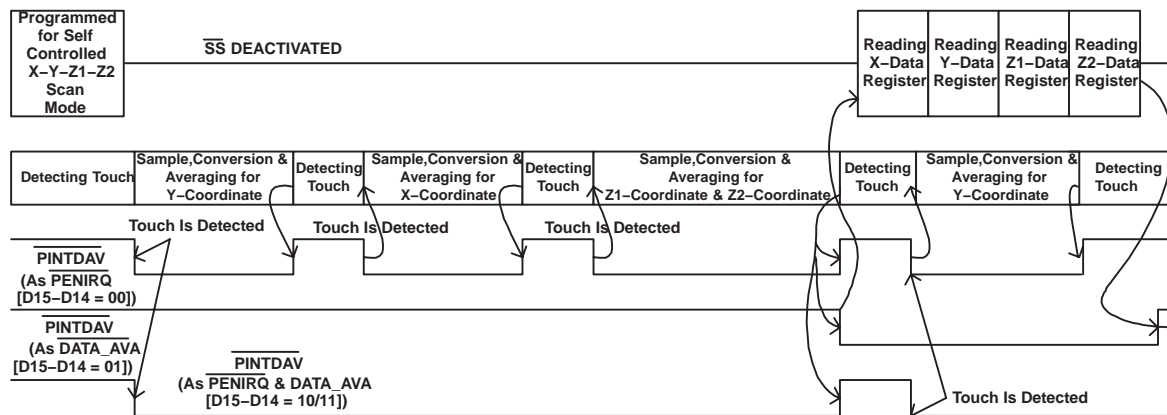 Programmed
for Self
Controlled
X–Y–Z1–Z2
Scan
Mode
SS DEACTIVATED
Reading
X–Data
Register
Reading
Y–Data
Register
Reading
Z1–Data
Register
Reading
Z2–Data
Register
Detecting Touch
Sample,Conversion &
Averaging for
Y–Coordinate
Detecting
Touch
Sample,Conversion &
Averaging for
X–Coordinate
Detecting
Touch
Sample,Conversion &
Averaging for
Z1–Coordinate & Z2–Coordinate
Detecting
Touch
Sample,Conversion &
Averaging for
Y–Coordinate
Detecting
Touch
Touch Is Detected
Touch Is Detected
Touch Is Detected
PINTDAV
(As PENIRQ
[D15–D14 = 00])
PINTDAV
(As DATA_AVA
[D15–D14 = 01])
PINTDAV
(As PENIRQ & DATA_AVA
[D15–D14 = 10/11])
Touch Is Detected